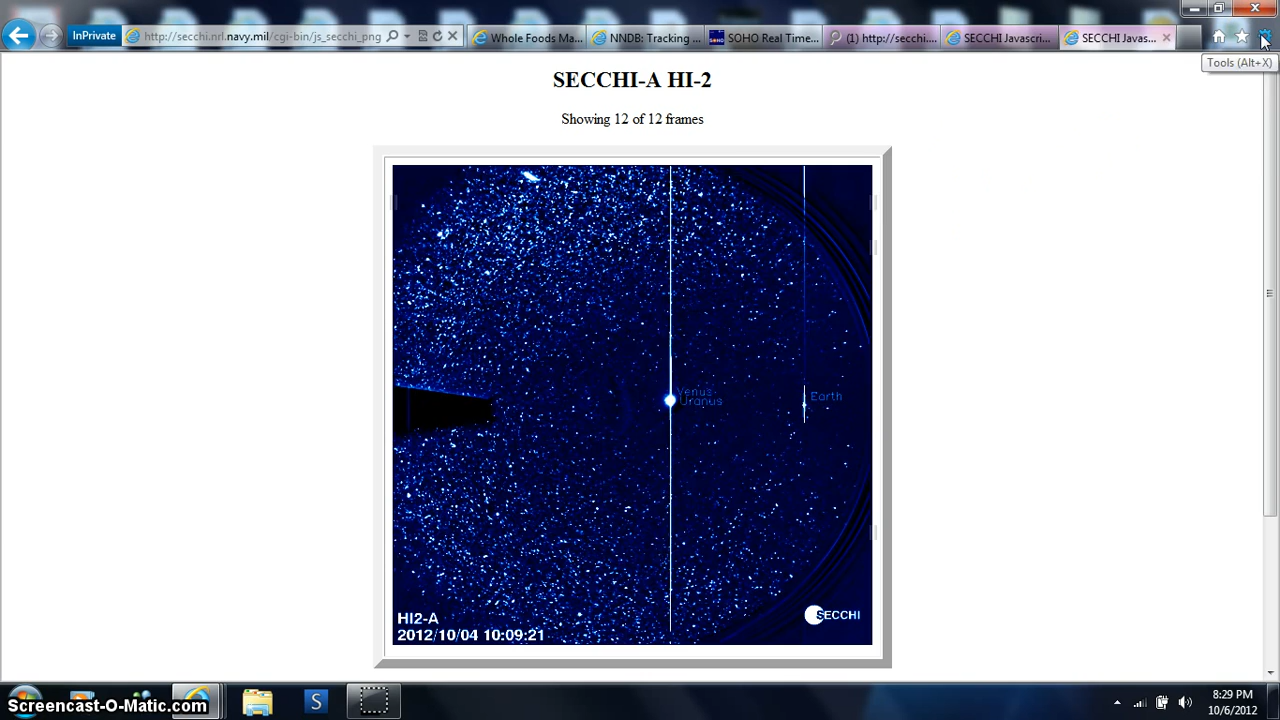 InPrivate
http://secchi.nrl.navy.mil/cgi-bin/js_secchi_png
Whole Foods Ma...
NNDB: Tracking ...
SOHO Real Time...
(1) http://secchi....
SECCHI Javascri...
SECCHI Javas...
Tools (Alt+X)
SECCHI-A HI-2
Showing 12 of 12 frames
Venus
Uranus
Earth
HI2-A
2012/10/04 10:09:21
SECCHI
Screencast-O-Matic.com
8:29 PM
10/6/2012